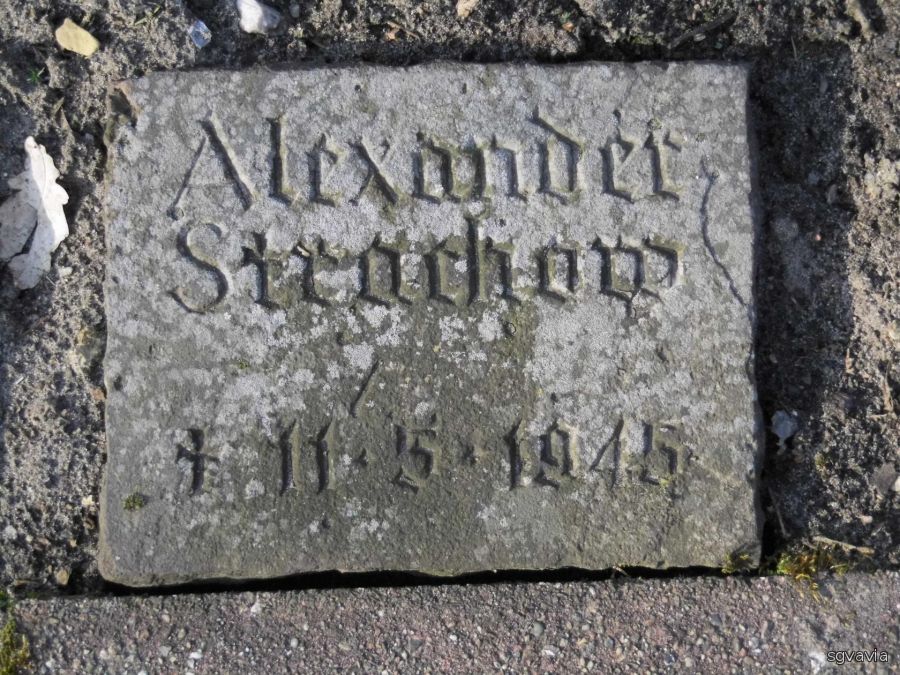 Alexander
Strachow
✝ 11. 5. 1945
sgvavia